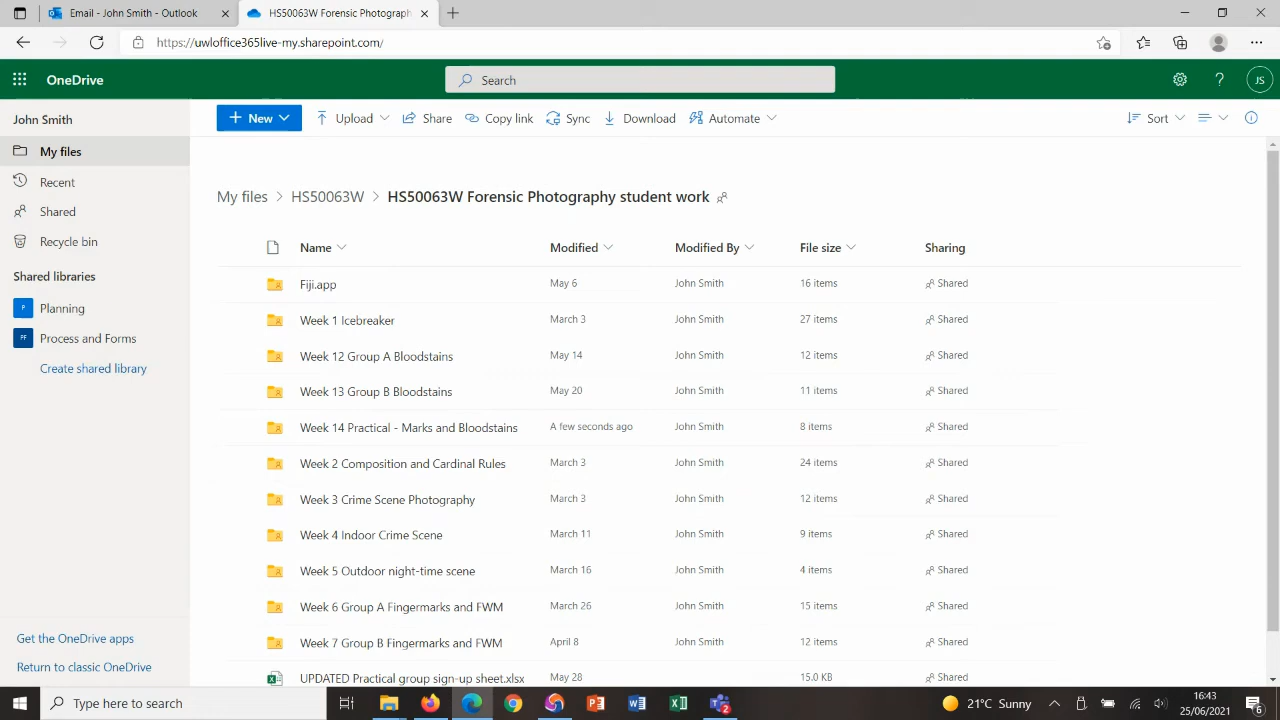 Email - John Smith - Outlook
HS50063W Forensic Photograph
https://uwloffice365live-my.sharepoint.com/
OneDrive
Search
JS
John Smith
New
Upload
Share
Copy link
Sync
Download
Automate
Sort
My files
Recent
Shared
Recycle bin
Shared libraries
P Planning
PF Process and Forms
Create shared library
Get the OneDrive apps
Return to classic OneDrive
My files > HS50063W > HS50063W Forensic Photography student work
Name Modified Modified By File size Sharing
Fiji.app May 6 John Smith 16 items Shared
Week 1 Icebreaker March 3 John Smith 27 items Shared
Week 12 Group A Bloodstains May 14 John Smith 12 items Shared
Week 13 Group B Bloodstains May 20 John Smith 11 items Shared
Week 14 Practical - Marks and Bloodstains A few seconds ago John Smith 8 items Shared
Week 2 Composition and Cardinal Rules March 3 John Smith 24 items Shared
Week 3 Crime Scene Photography March 3 John Smith 12 items Shared
Week 4 Indoor Crime Scene March 11 John Smith 9 items Shared
Week 5 Outdoor night-time scene March 16 John Smith 4 items Shared
Week 6 Group A Fingermarks and FWM March 26 John Smith 15 items Shared
Week 7 Group B Fingermarks and FWM April 8 John Smith 12 items Shared
UPDATED Practical group sign-up sheet.xlsx May 28 John Smith 15.0 KB Shared
Type here to search
2
21°C Sunny
16:43
25/06/2021
6